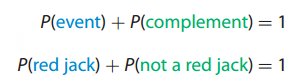 P(event) + P(complement) = 1
P(red jack) + P(not a red jack) = 1